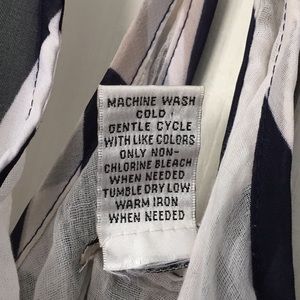 MACHINE WASH
COLD
GENTLE CYCLE
WITH LIKE COLORS
ONLY NON-
CHLORINE BLEACH
WHEN NEEDED
TUMBLE DRY LOW
WARM IRON
WHEN NEEDED